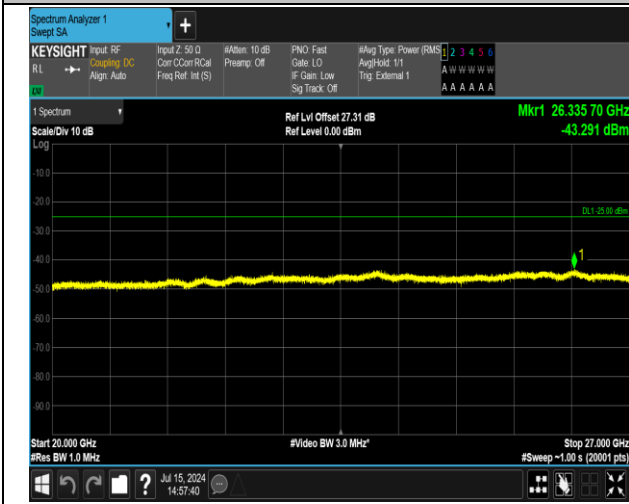 Spectrum Analyzer 1
Swept SA
+
KEYSIGHT
RL
Input: RF
Coupling: DC
Align: Auto
Input Z: 50 Ω
Corr CCorr RCal
Freq Ref: Int (S)
#Atten: 10 dB
Preamp: Off
PNO: Fast
Gate: LO
IF Gain: Low
Sig Track: Off
#Avg Type: Power (RMS
Avg|Hold: 1/1
Trig: External 1
1 2 3 4 5 6
A W W W W W
A A A A A A
1 Spectrum
Scale/Div 10 dB
Log
Ref Lvl Offset 27.31 dB
Ref Level 0.00 dBm
Mkr1 26.335 70 GHz
-43.291 dBm
-10.0
-20.0
DL1 -25.00 dBm
-30.0
-40.0
1
-50.0
-60.0
-70.0
-80.0
-90.0
Start 20.000 GHz
#Res BW 1.0 MHz
#Video BW 3.0 MHz*
Stop 27.000 GHz
#Sweep ~1.00 s (20001 pts)
?
Jul 15, 2024
14:57:40